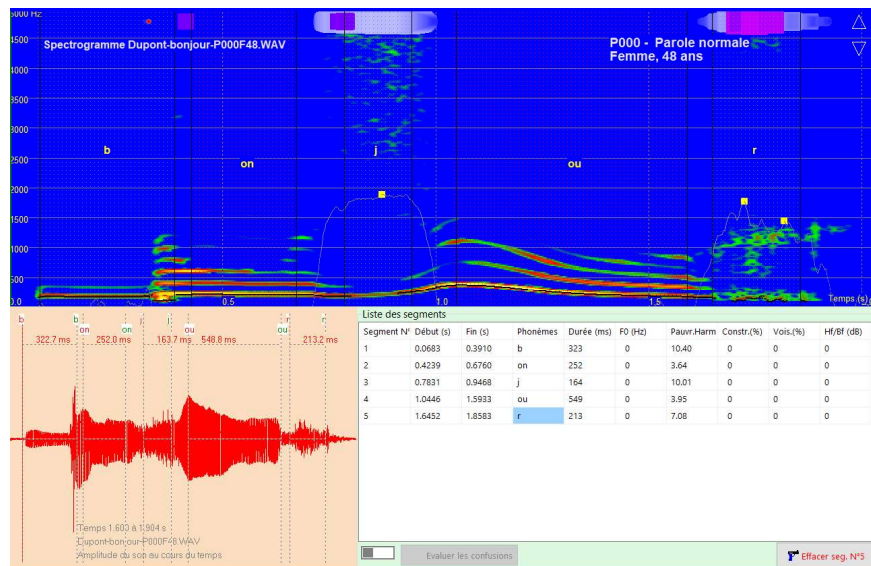 5000 Hz
Spectrogramme Dupont-bonjour-P000F48.WAV
P000 - Parole normale
Femme, 48 ans
4500
4000
3500
3000
2500
2000
1500
1000
500
0.0
b
on
j
ou
r
0.5
1.0
1.5
Temps (s)
b b on on j j ou ou r r
322.7 ms 252.0 ms 163.7 ms 548.8 ms 213.2 ms
Temps 1.600 à 1.904 s
Dupont-bonjour-P000F48.WAV
Amplitude du son au cours du temps
Liste des segments
Segment N° Début (s) Fin (s) Phonèmes Durée (ms) F0 (Hz) Pauvr.Harm Constr.(%) Vois.(%) Hf/Bf (dB)
1 0.0683 0.3910 b 323 0 10.40 0 0 0
2 0.4239 0.6760 on 252 0 3.64 0 0 0
3 0.7831 0.9468 j 164 0 10.01 0 0 0
4 1.0446 1.5933 ou 549 0 3.95 0 0 0
5 1.6452 1.8583 r 213 0 7.08 0 0 0
Evaluer les confusions
Effacer seg. N°5